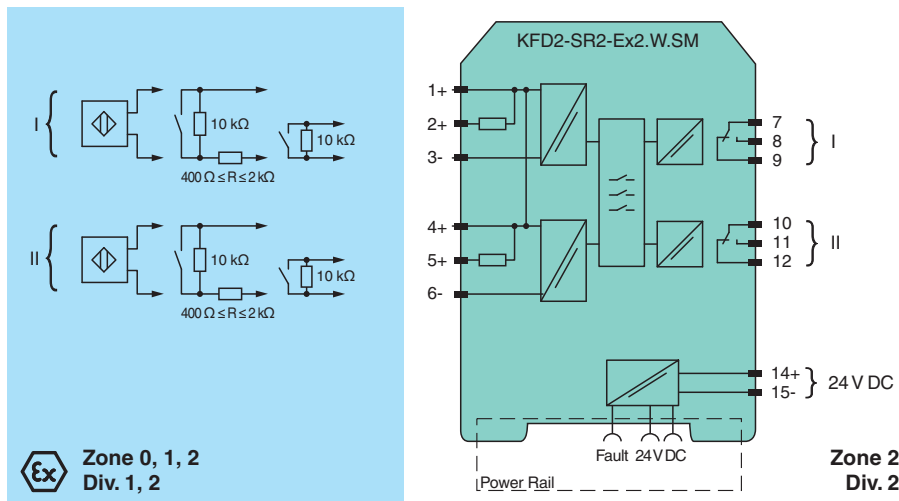 KFD2-SR2-Ex2.W.SM
I
10 kΩ
10 kΩ
400 Ω ≤ R ≤ 2 kΩ
II
10 kΩ
10 kΩ
400 Ω ≤ R ≤ 2 kΩ
1+
2+
3-
4+
5+
6-
7
8
9
I
10
11
12
II
14+
15-
24 V DC
Fault 24 V DC
Power Rail
Ex
Zone 0, 1, 2
Div. 1, 2
Zone 2
Div. 2